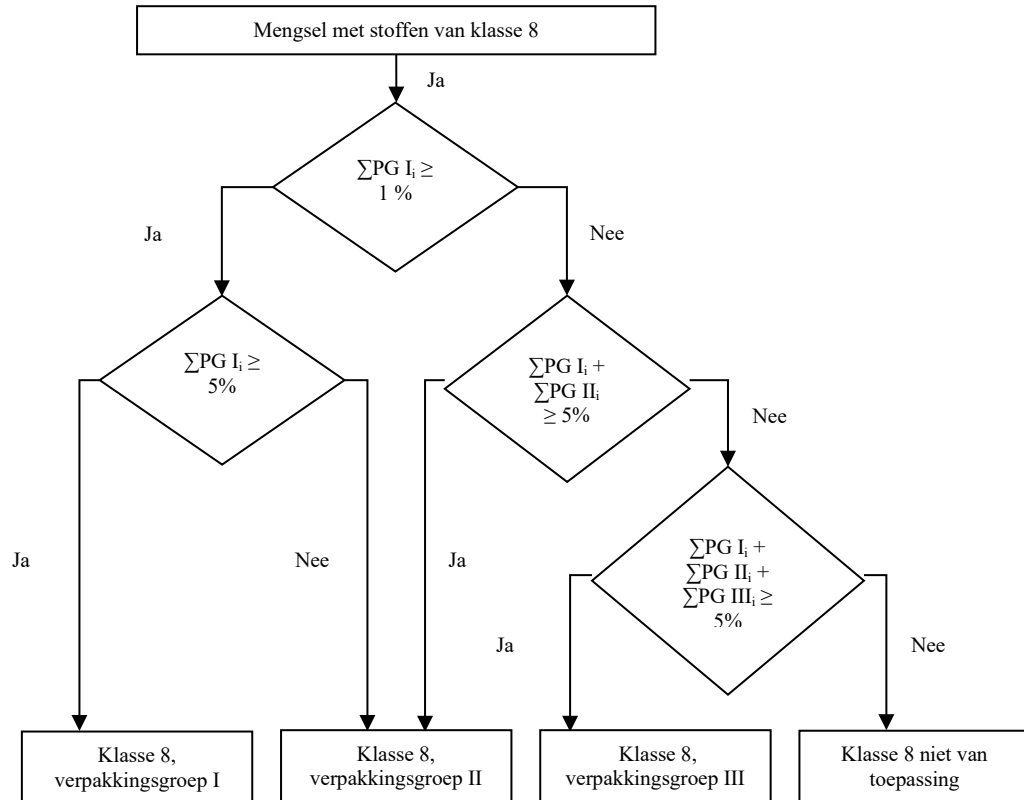 Mengsel met stoffen van klasse 8
Ja
∑PG Iᵢ ≥
1 %
Ja
Nee
∑PG Iᵢ ≥
5%
∑PG Iᵢ +
∑PG IIᵢ
≥ 5%
Nee
Ja
Nee
Ja
∑PG Iᵢ +
∑PG IIᵢ +
∑PG IIIᵢ ≥
5%
Ja
Nee
Klasse 8,
verpakkingsgroep I
Klasse 8,
verpakkingsgroep II
Klasse 8,
verpakkingsgroep III
Klasse 8 niet van
toepassing